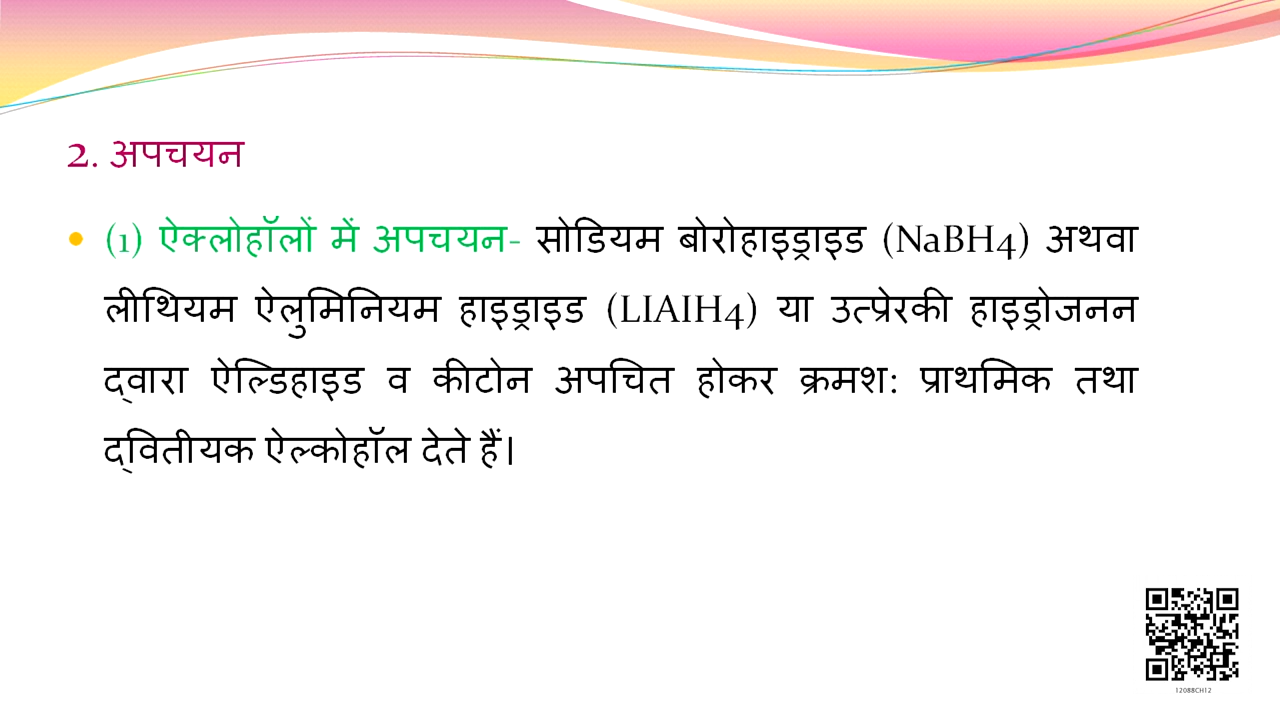 2. अपचयन
(1) ऐक्लोहॉलों में अपचयन- सोडियम बोरोहाइड्राइड (NaBH4) अथवा
लीथियम ऐलुमिनियम हाइड्राइड (LIAIH4) या उत्प्रेरकी हाइड्रोजनन
द्वारा ऐल्डिहाइड व कीटोन अपचित होकर क्रमश: प्राथमिक तथा
द्वितीयक ऐल्कोहॉल देते हैं।
12088CH12